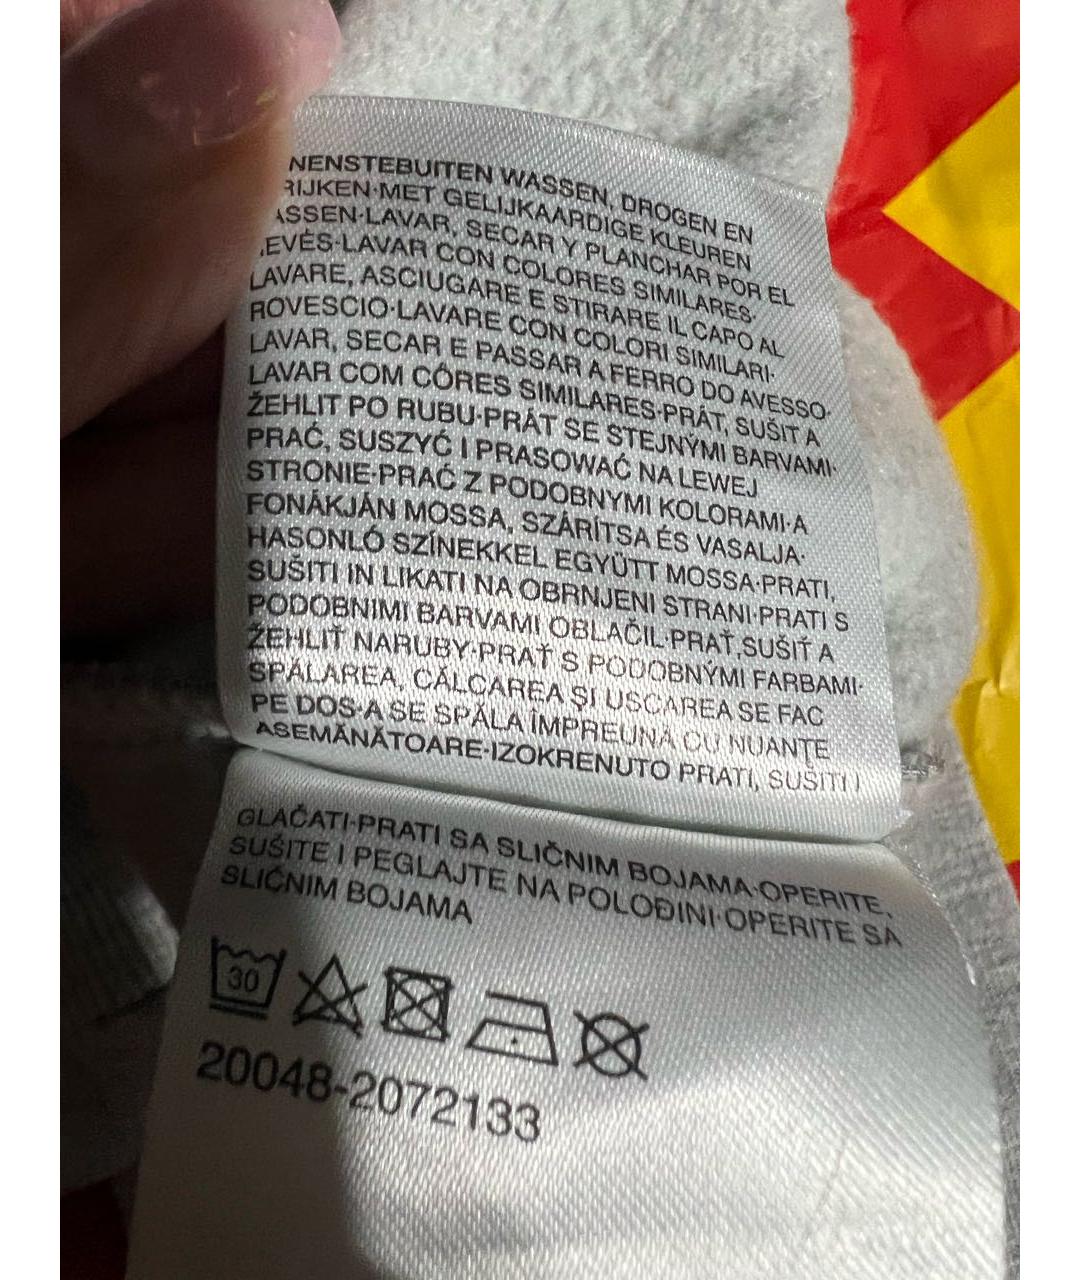 NENSTEBUITEN WASSEN, DROGEN EN
RIJKEN·MET GELIJKAARDIGE KLEUREN
ASSEN·LAVAR, SECAR Y PLANCHAR POR EL
EVÉS·LAVAR CON COLORES SIMILARES·
LAVARE, ASCIUGARE E STIRARE IL CAPO AL
ROVESCIO·LAVARE CON COLORI SIMILARI·
LAVAR, SECAR E PASSAR A FERRO DO AVESSO·
LAVAR COM CÔRES SIMILARES·PRÁT, SUŠIT A
ŽEHLIT PO RUBU·PRÁT SE STEJNÝMI BARVAMI·
PRAĆ, SUSZYĆ I PRASOWAĆ NA LEWEJ
STRONIE·PRAĆ Z PODOBNYMI KOLORAMI·A
FONÁKJÁN MOSSA, SZÁRÍTSA ÉS VASALJA·
HASONLÓ SZÍNEKKEL EGYÜTT MOSSA·PRATI,
SUŠITI IN LIKATI NA OBRNJENI STRANI·PRATI S
PODOBNIMI BARVAMI OBLAČIL·PRAŤ,SUŠIŤ A
ŽEHLIŤ NARUBY·PRAŤ S PODOBNÝMI FARBAMI·
SPĂLAREA, CĂLCAREA ŞI USCAREA SE FAC
PE DOS·A SE SPĂLA ÎMPREUNĂ CU NUANŢE
ASEMĂNĂTOARE·IZOKRENUTO PRATI, SUŠITI I
GLAČATI·PRATI SA SLIČNIM BOJAMA·OPERITE,
SUŠITE I PEGLAJTE NA POLOĐINI·OPERITE SA
SLIČNIM BOJAMA
30
20048-2072133